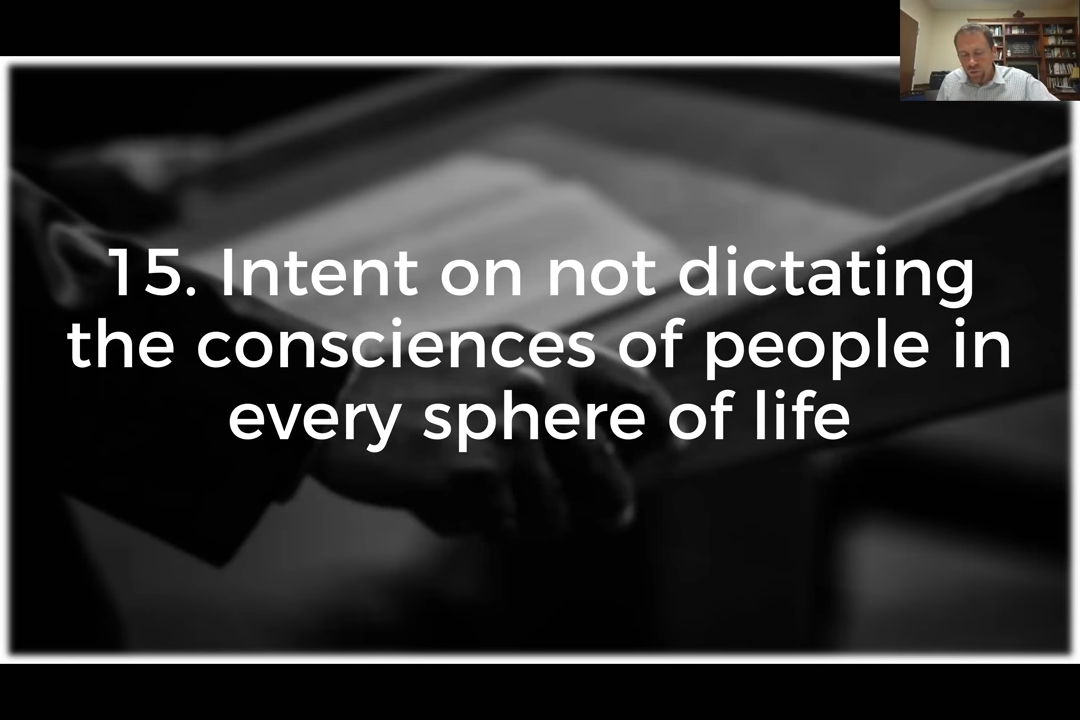 15. Intent on not dictating
the consciences of people in
every sphere of life